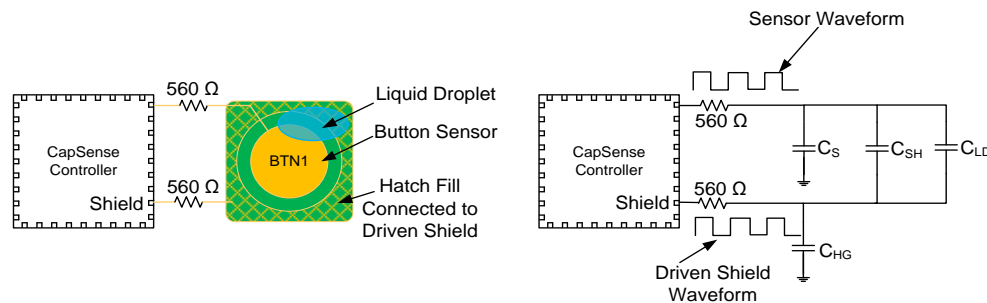 560 Ω
CapSense
Controller
560 Ω
Shield
BTN1
Liquid Droplet
Button Sensor
Hatch Fill
Connected to
Driven Shield
Sensor Waveform
560 Ω
CapSense
Controller
560 Ω
Shield
CS
CSH
CLD
CHG
Driven Shield
Waveform